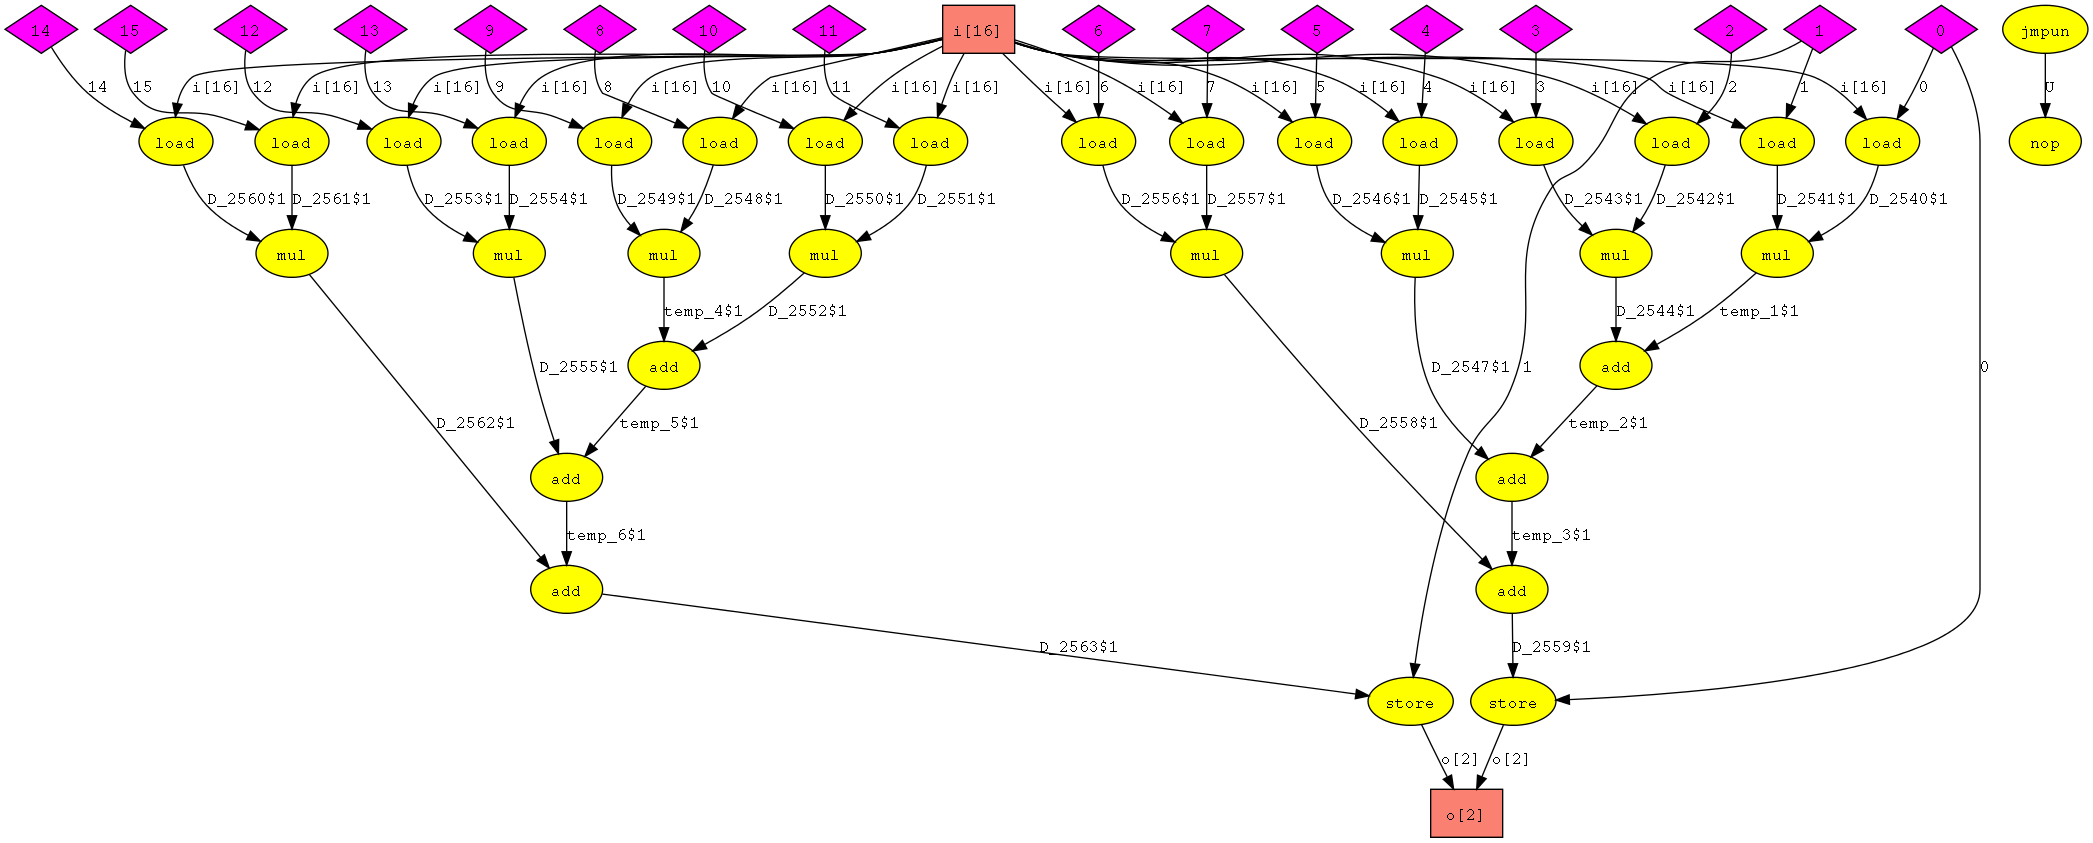 14 15 12 13 9 8 10 11 i[16] 6 7 5 4 3 2 1 0 jmpun
14 15 i[16] 12 i[16] 13 i[16] 9 i[16] 8 i[16] 10 i[16] 11 i[16] i[16] i[16] 6 i[16] 7 i[16] 5 i[16] 4 i[16] 3 i[16] 2 i[16] 1 i[16] 0 U
load load load load load load load load load load load load load load load load nop
D_2560$1 D_2561$1 D_2553$1 D_2554$1 D_2549$1 D_2548$1 D_2550$1 D_2551$1 D_2556$1 D_2557$1 D_2546$1 D_2545$1 D_2543$1 D_2542$1 D_2541$1 D_2540$1
mul mul mul mul mul mul mul mul
temp_4$1 D_2552$1 D_2544$1 temp_1$1
D_2555$1 add D_2547$1 1 add 0
D_2562$1 temp_5$1 D_2558$1 temp_2$1
add add
temp_6$1 temp_3$1
add add
D_2563$1 D_2559$1
store store
o[2] o[2]
o[2]